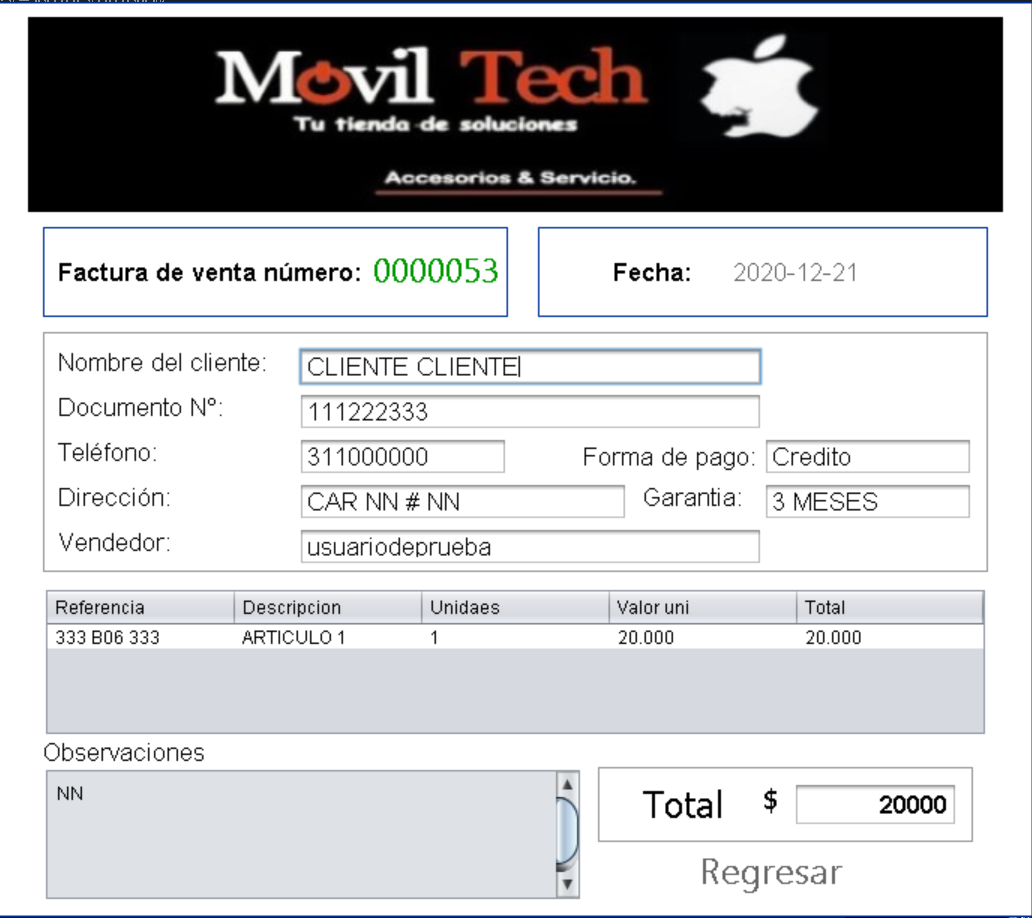 Movil Tech
Tu tienda de soluciones
Accesorios & Servicio.
Factura de venta número: 0000053
Fecha: 2020-12-21
Nombre del cliente: CLIENTE CLIENTE
Documento Nº: 111222333
Teléfono: 311000000 Forma de pago: Credito
Dirección: CAR NN # NN Garantia: 3 MESES
Vendedor: usuariodeprueba
Referencia Descripcion Unidaes Valor uni Total
333 B06 333 ARTICULO 1 1 20.000 20.000
Observaciones
NN
Total $ 20000
Regresar